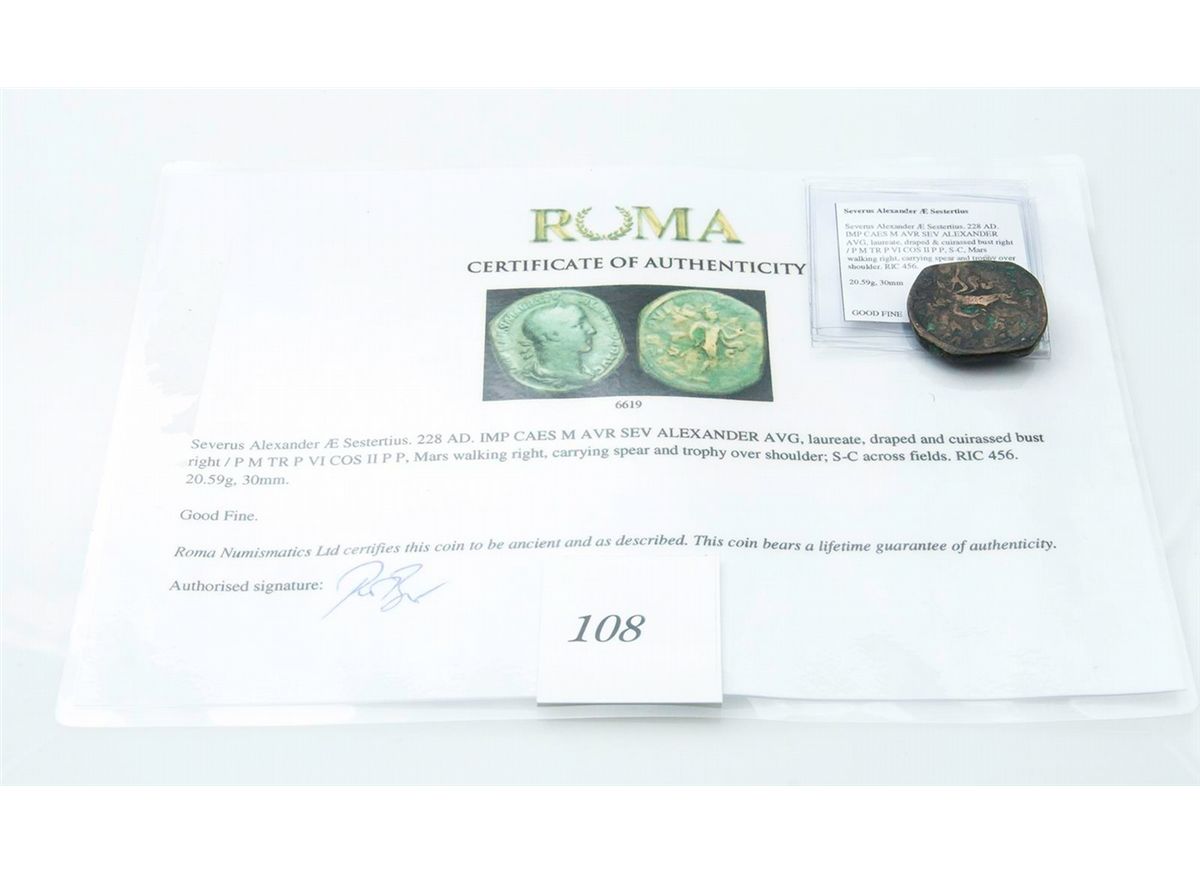 ROMA
CERTIFICATE OF AUTHENTICITY
6619
Severus Alexander Æ Sestertius. 228 AD. IMP CAES M AVR SEV ALEXANDER AVG, laureate, draped and cuirassed bust
right / P M TR P VI COS II P P, Mars walking right, carrying spear and trophy over shoulder; S-C across fields. RIC 456.
20.59g, 30mm.
Good Fine.
Roma Numismatics Ltd certifies this coin to be ancient and as described. This coin bears a lifetime guarantee of authenticity.
Authorised signature:
108
Severus Alexander Æ Sestertius
Severus Alexander Æ Sestertius. 228 AD.
IMP CAES M AVR SEV ALEXANDER
AVG, laureate, draped & cuirassed bust right
/ P M TR P VI COS II P P, S-C, Mars
walking right, carrying spear and trophy over
shoulder. RIC 456.
20.59g, 30mm
GOOD FINE